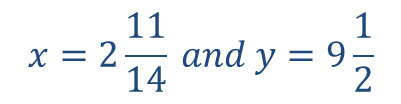 x = 2 11/14 and y = 9 1/2